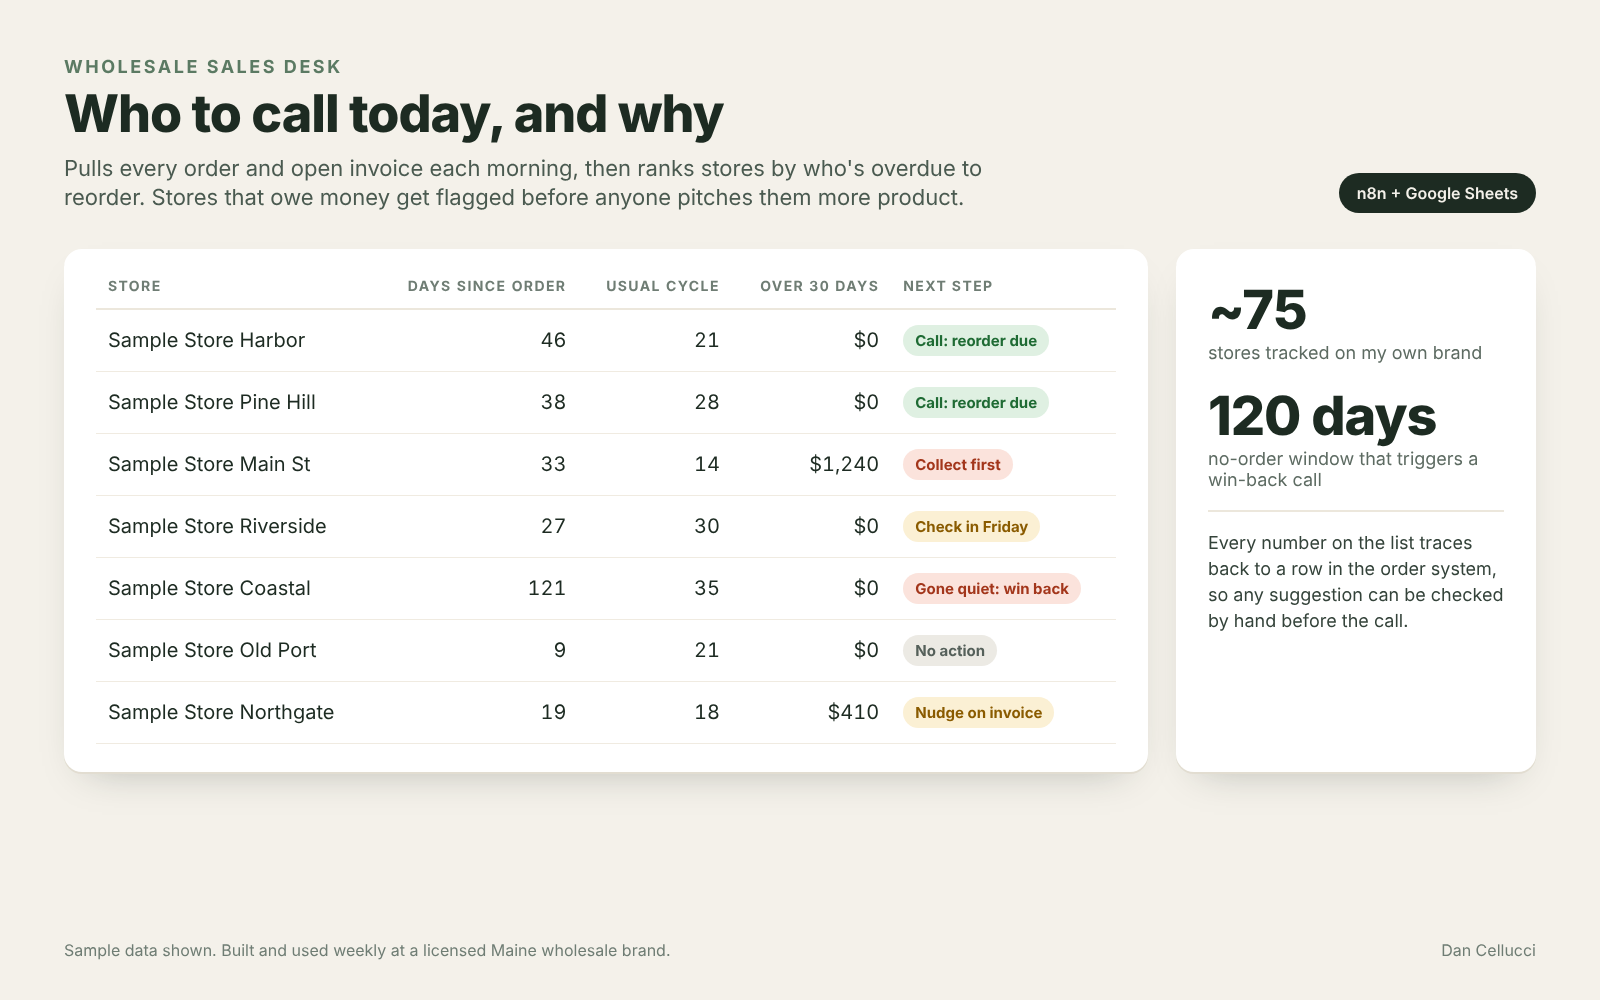 WHOLESALE SALES DESK
Who to call today, and why
Pulls every order and open invoice each morning, then ranks stores by who's overdue to
reorder. Stores that owe money get flagged before anyone pitches them more product.
n8n + Google Sheets
STORE DAYS SINCE ORDER USUAL CYCLE OVER 30 DAYS NEXT STEP
Sample Store Harbor 46 21 $0 Call: reorder due
Sample Store Pine Hill 38 28 $0 Call: reorder due
Sample Store Main St 33 14 $1,240 Collect first
Sample Store Riverside 27 30 $0 Check in Friday
Sample Store Coastal 121 35 $0 Gone quiet: win back
Sample Store Old Port 9 21 $0 No action
Sample Store Northgate 19 18 $410 Nudge on invoice
~75
stores tracked on my own brand
120 days
no-order window that triggers a
win-back call
Every number on the list traces
back to a row in the order system,
so any suggestion can be checked
by hand before the call.
Sample data shown. Built and used weekly at a licensed Maine wholesale brand.
Dan Cellucci